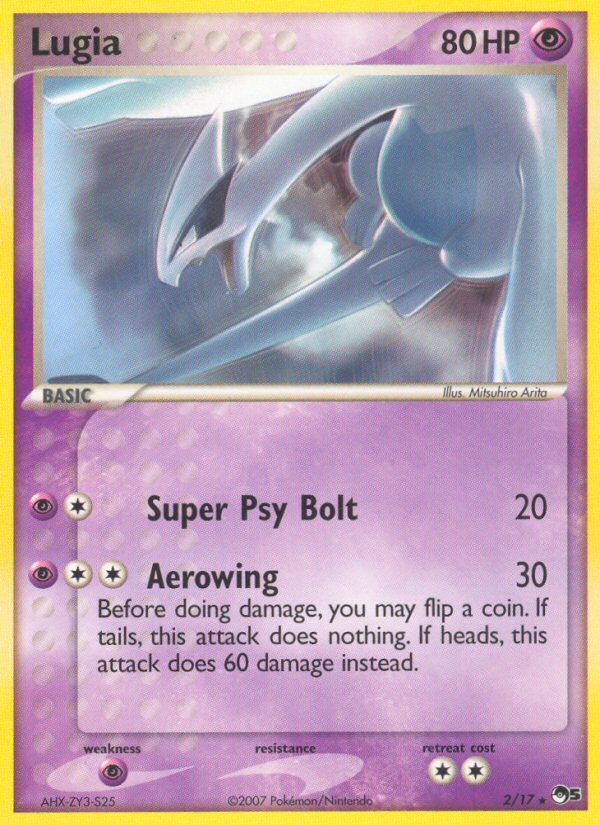 Lugia 80 HP
BASIC Illus. Mitsuhiro Arita
Super Psy Bolt 20
Aerowing 30
Before doing damage, you may flip a coin. If
tails, this attack does nothing. If heads, this
attack does 60 damage instead.
weakness resistance retreat cost
AHX-ZY3-S25 ©2007 Pokémon/Nintendo 2/17 ★ 5